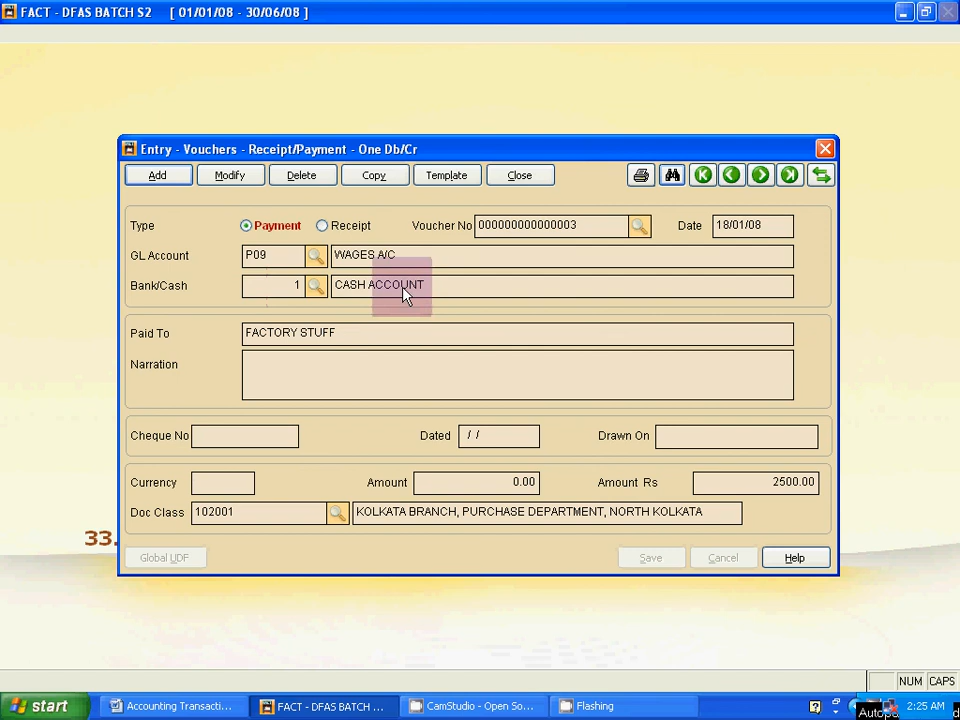 FACT - DFAS BATCH S2 [ 01/01/08 - 30/06/08 ]
Entry - Vouchers - Receipt/Payment - One Db/Cr
Add Modify Delete Copy Template Close
Type Payment Receipt Voucher No 000000000000003 Date 18/01/08
GL Account P09 WAGES A/C
Bank/Cash 1 CASH ACCOUNT
Paid To FACTORY STUFF
Narration
Cheque No Dated / / Drawn On
Currency Amount 0.00 Amount Rs 2500.00
Doc Class 102001 KOLKATA BRANCH, PURCHASE DEPARTMENT, NORTH KOLKATA
33.
Global UDF Save Cancel Help
NUM CAPS
start Accounting Transacti... FACT - DFAS BATCH ... CamStudio - Open So... Flashing 2:25 AM